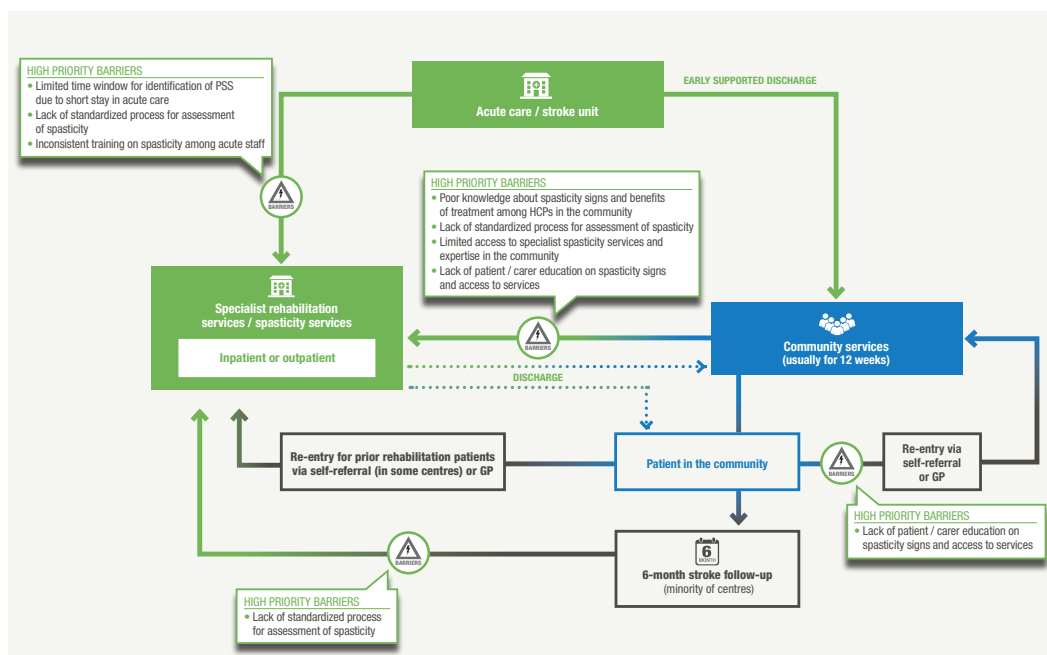 HIGH PRIORITY BARRIERS
• Limited time window for identification of PSS
due to short stay in acute care
• Lack of standardized process for assessment
of spasticity
• Inconsistent training on spasticity among acute staff
Acute care / stroke unit
EARLY SUPPORTED DISCHARGE
BARRIERS
HIGH PRIORITY BARRIERS
• Poor knowledge about spasticity signs and benefits
of treatment among HCPs in the community
• Lack of standardized process for assessment of spasticity
• Limited access to specialist spasticity services and
expertise in the community
• Lack of patient / carer education on spasticity signs
and access to services
Specialist rehabilitation
services / spasticity services
Inpatient or outpatient
BARRIERS
Community services
(usually for 12 weeks)
DISCHARGE
Re-entry for prior rehabilitation patients
via self-referral (in some centres) or GP
Patient in the community
BARRIERS
Re-entry via
self-referral
or GP
HIGH PRIORITY BARRIERS
• Lack of patient / carer education on
spasticity signs and access to services
BARRIERS
6
MONTH
6-month stroke follow-up
(minority of centres)
HIGH PRIORITY BARRIERS
• Lack of standardized process
for assessment of spasticity